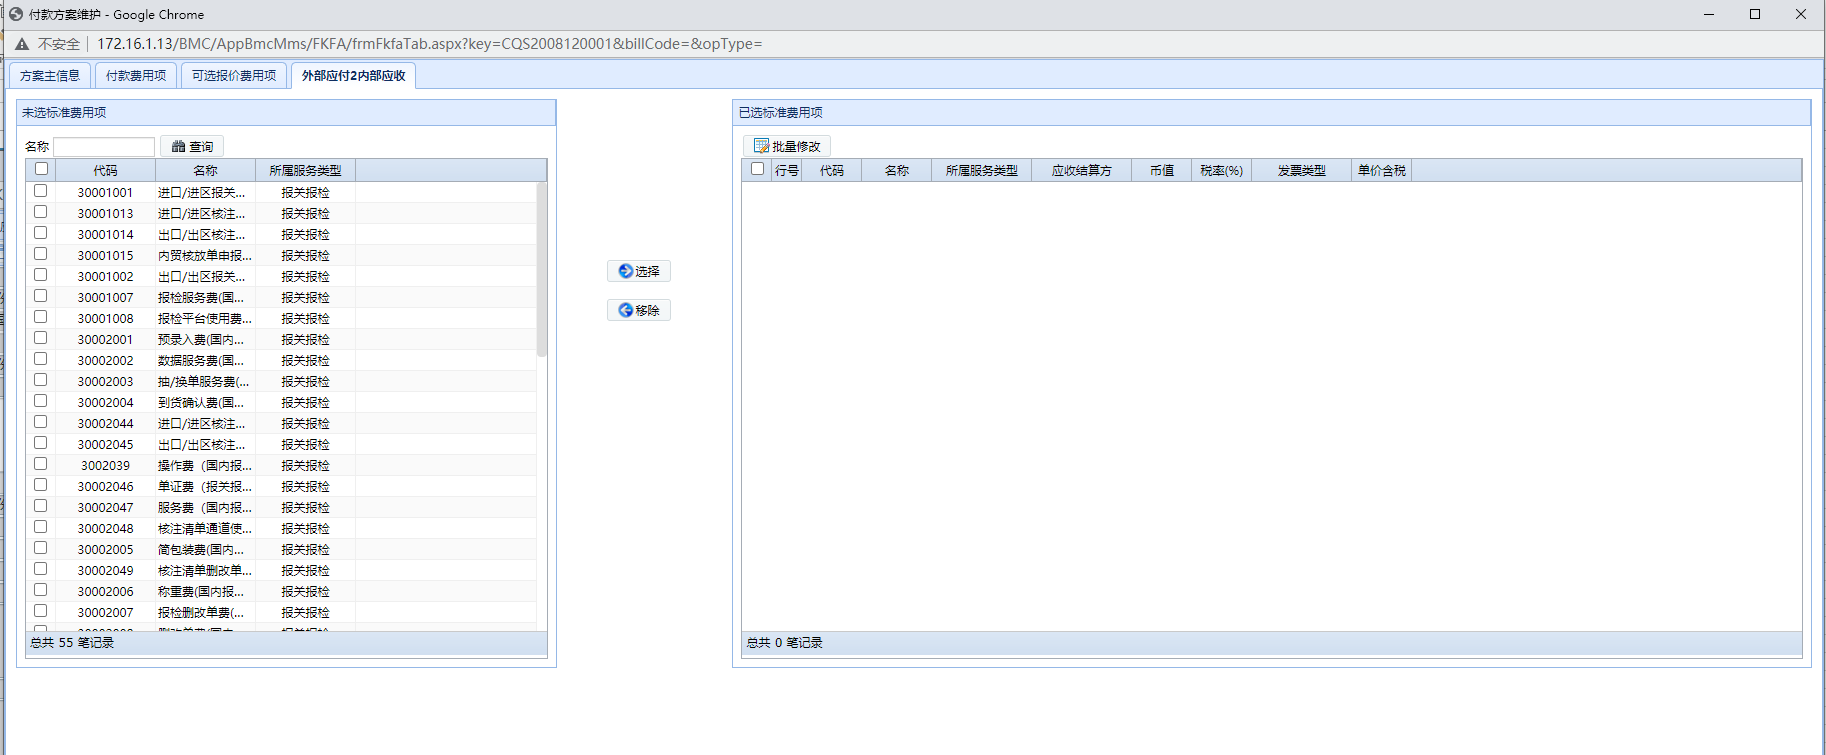 付款方案维护 - Google Chrome
不安全 172.16.1.13/BMC/AppBmcMms/FKFA/frmFkfaTab.aspx?key=CQS2008120001&billCode=&opType=
方案主信息 付款费用项 可选报价费用项 外部应付2内部应收
未选标准费用项
名称 查询
代码 名称 所属服务类型
30001001 进口/进区报关... 报关报检
30001013 进口/进区核注... 报关报检
30001014 出口/出区核注... 报关报检
30001015 内贸核放单申报... 报关报检
30001002 出口/出区报关... 报关报检
30001007 报检服务费(国... 报关报检
30001008 报检平台使用费... 报关报检
30002001 预录入费(国内... 报关报检
30002002 数据服务费(国... 报关报检
30002003 抽/换单服务费(... 报关报检
30002004 到货确认费(国... 报关报检
30002044 进口/进区核注... 报关报检
30002045 出口/出区核注... 报关报检
3002039 操作费（国内报... 报关报检
30002046 单证费（报关报... 报关报检
30002047 服务费（国内报... 报关报检
30002048 核注清单通道使... 报关报检
30002005 简包装费(国内... 报关报检
30002049 核注清单删改单... 报关报检
30002006 称重费(国内报... 报关报检
30002007 报检删改单费(... 报关报检
总共 55 笔记录
选择
移除
已选标准费用项
批量修改
行号 代码 名称 所属服务类型 应收结算方 币值 税率(%) 发票类型 单价含税
总共 0 笔记录